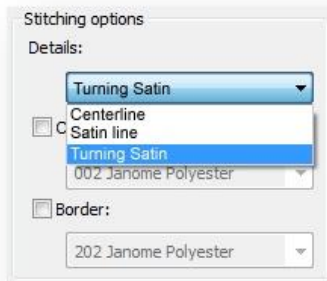 Stitching options
Details:
Turning Satin
Centerline
Satin line
Turning Satin
002 Janome Polyester
Border:
202 Janome Polyester